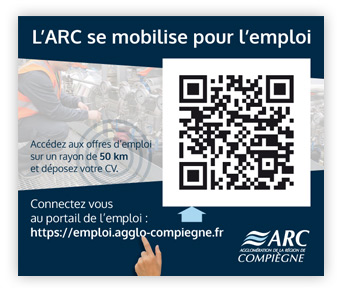 L'ARC se mobilise pour l'emploi
Accédez aux offres d'emploi
sur un rayon de 50 km
et déposez votre CV.
Connectez vous
au portail de l'emploi :
https://emploi.agglo-compiegne.fr
ARC
AGGLOMÉRATION DE LA RÉGION DE
COMPIÈGNE